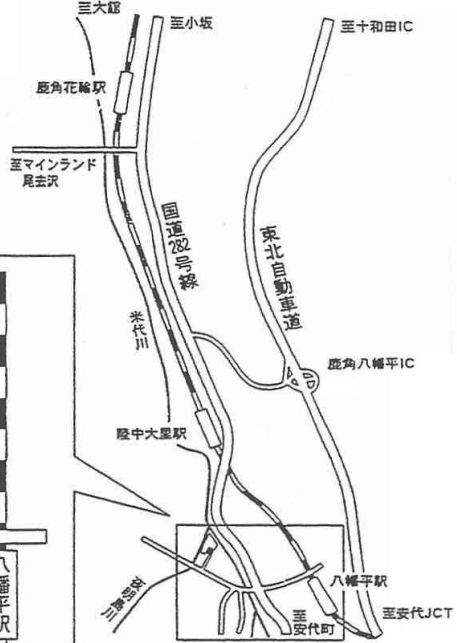 至大館
至小坂
至十和田IC
鹿角花輪駅
至マインランド
尾去沢
国道282号線
東北自動車道
米代川
鹿角八幡平IC
陸中大里駅
八幡平駅
八幡平駅
至
安代町
至安代JCT